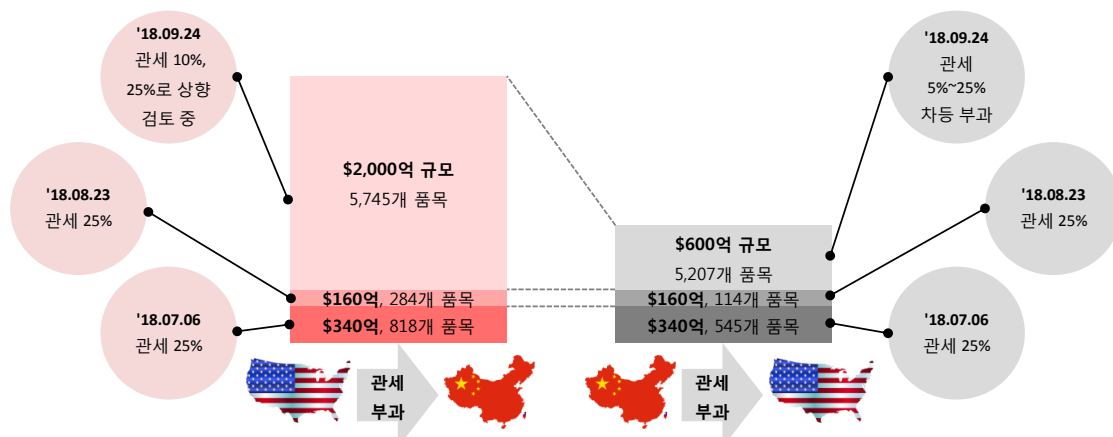 '18.09.24
관세 10%,
25%로 상향
검토 중
'18.08.23
관세 25%
'18.07.06
관세 25%
$2,000억 규모
5,745개 품목
$160억, 284개 품목
$340억, 818개 품목
관세
부과
$600억 규모
5,207개 품목
$160억, 114개 품목
$340억, 545개 품목
관세
부과
'18.09.24
관세
5%~25%
차등 부과
'18.08.23
관세 25%
'18.07.06
관세 25%